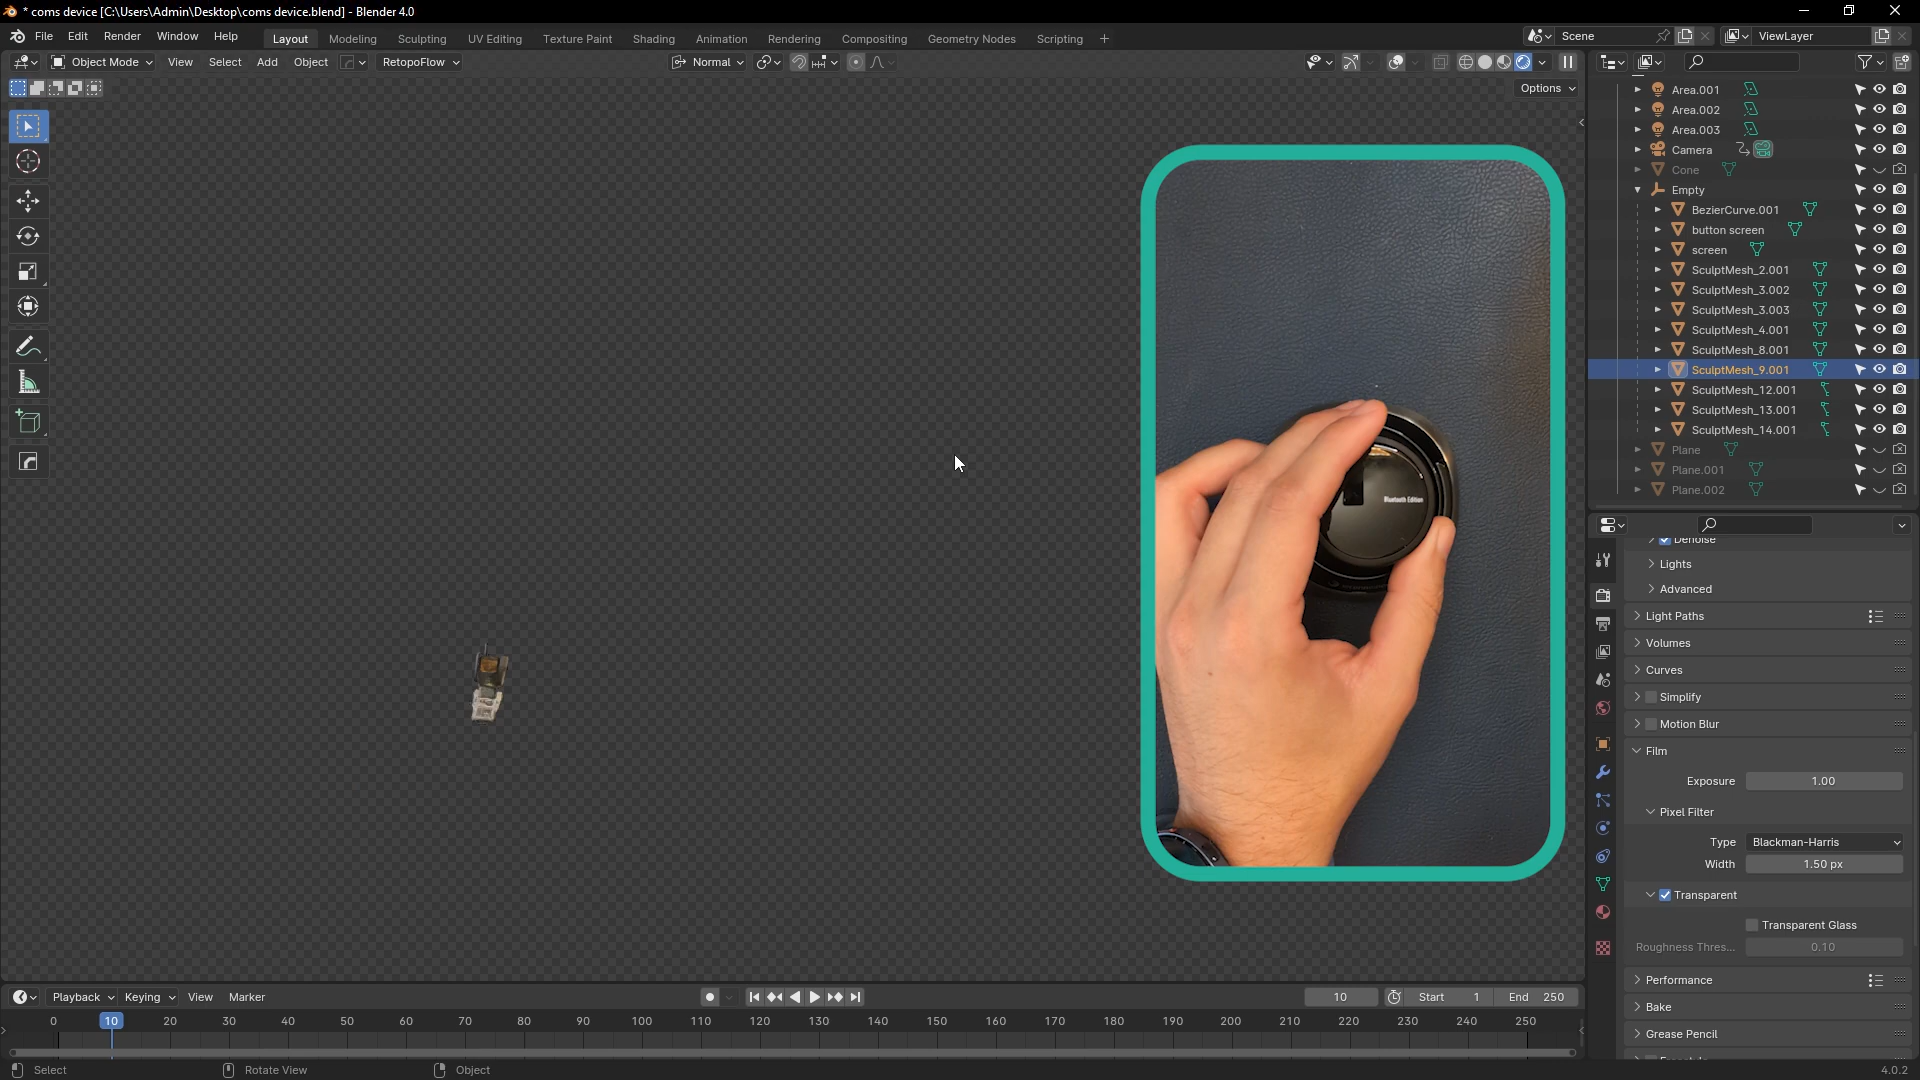 * coms device [C:\Users\Admin\Desktop\coms device.blend] - Blender 4.0
File Edit Render Window Help
Layout Modeling Sculpting UV Editing Texture Paint Shading Animation Rendering Compositing Geometry Nodes Scripting +
Scene
ViewLayer
Object Mode View Select Add Object RetopoFlow
Normal
Options
Area.001
Area.002
Area.003
Camera
Cone
Empty
BezierCurve.001
button screen
screen
SculptMesh_2.001
SculptMesh_3.002
SculptMesh_3.003
SculptMesh_4.001
SculptMesh_8.001
SculptMesh_9.001
SculptMesh_12.001
SculptMesh_13.001
SculptMesh_14.001
Plane
Plane.001
Plane.002
Bluetooth Edition
Denoise
Lights
Advanced
Light Paths
Volumes
Curves
Simplify
Motion Blur
Film
Exposure 1.00
Pixel Filter
Type Blackman-Harris
Width 1.50 px
Transparent
Transparent Glass
Roughness Thres... 0.10
Performance
Bake
Grease Pencil
Playback Keying View Marker
10 Start 1 End 250
0 10 20 30 40 50 60 70 80 90 100 110 120 130 140 150 160 170 180 190 200 210 220 230 240 250
Select Rotate View Object
4.0.2